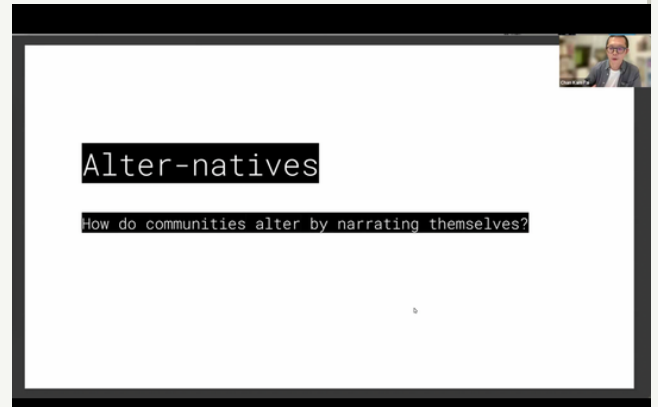 Alter-natives
How do communities alter by narrating themselves?